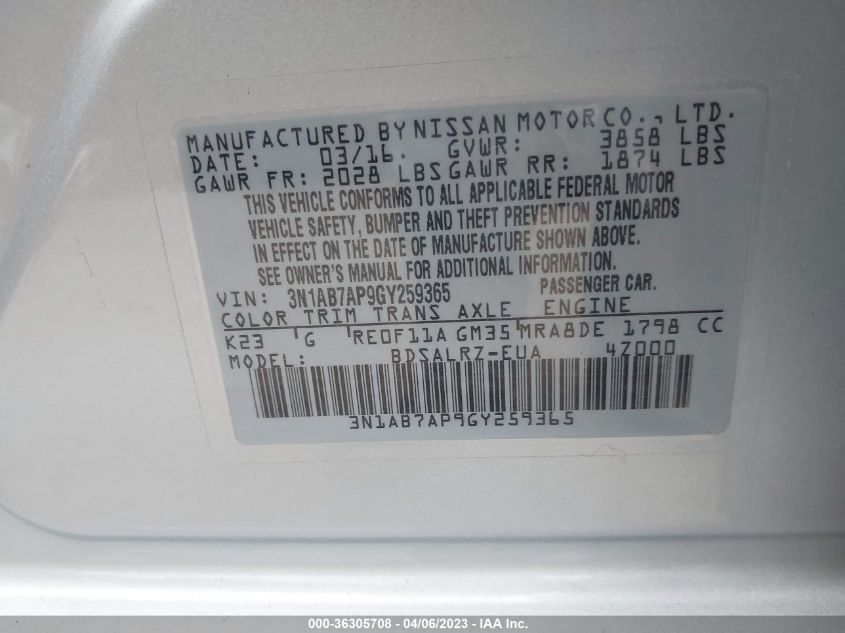 MANUFACTURED BY NISSAN MOTOR CO., LTD.
DATE: 03/16. GVWR: 3858 LBS
GAWR FR: 2028 LBS GAWR RR: 1874 LBS
THIS VEHICLE CONFORMS TO ALL APPLICABLE FEDERAL MOTOR
VEHICLE SAFETY, BUMPER AND THEFT PREVENTION STANDARDS
IN EFFECT ON THE DATE OF MANUFACTURE SHOWN ABOVE.
SEE OWNER'S MANUAL FOR ADDITIONAL INFORMATION.
VIN: 3N1AB7AP9GY259365 PASSENGER CAR.
COLOR TRIM TRANS AXLE ENGINE
K23 G RE0F11A GM35 MRA8DE 1798 CC
MODEL: BDSALRZ-EUA 4Z000
3N1AB7AP9GY259365
000-36305708 - 04/06/2023 - IAA Inc.